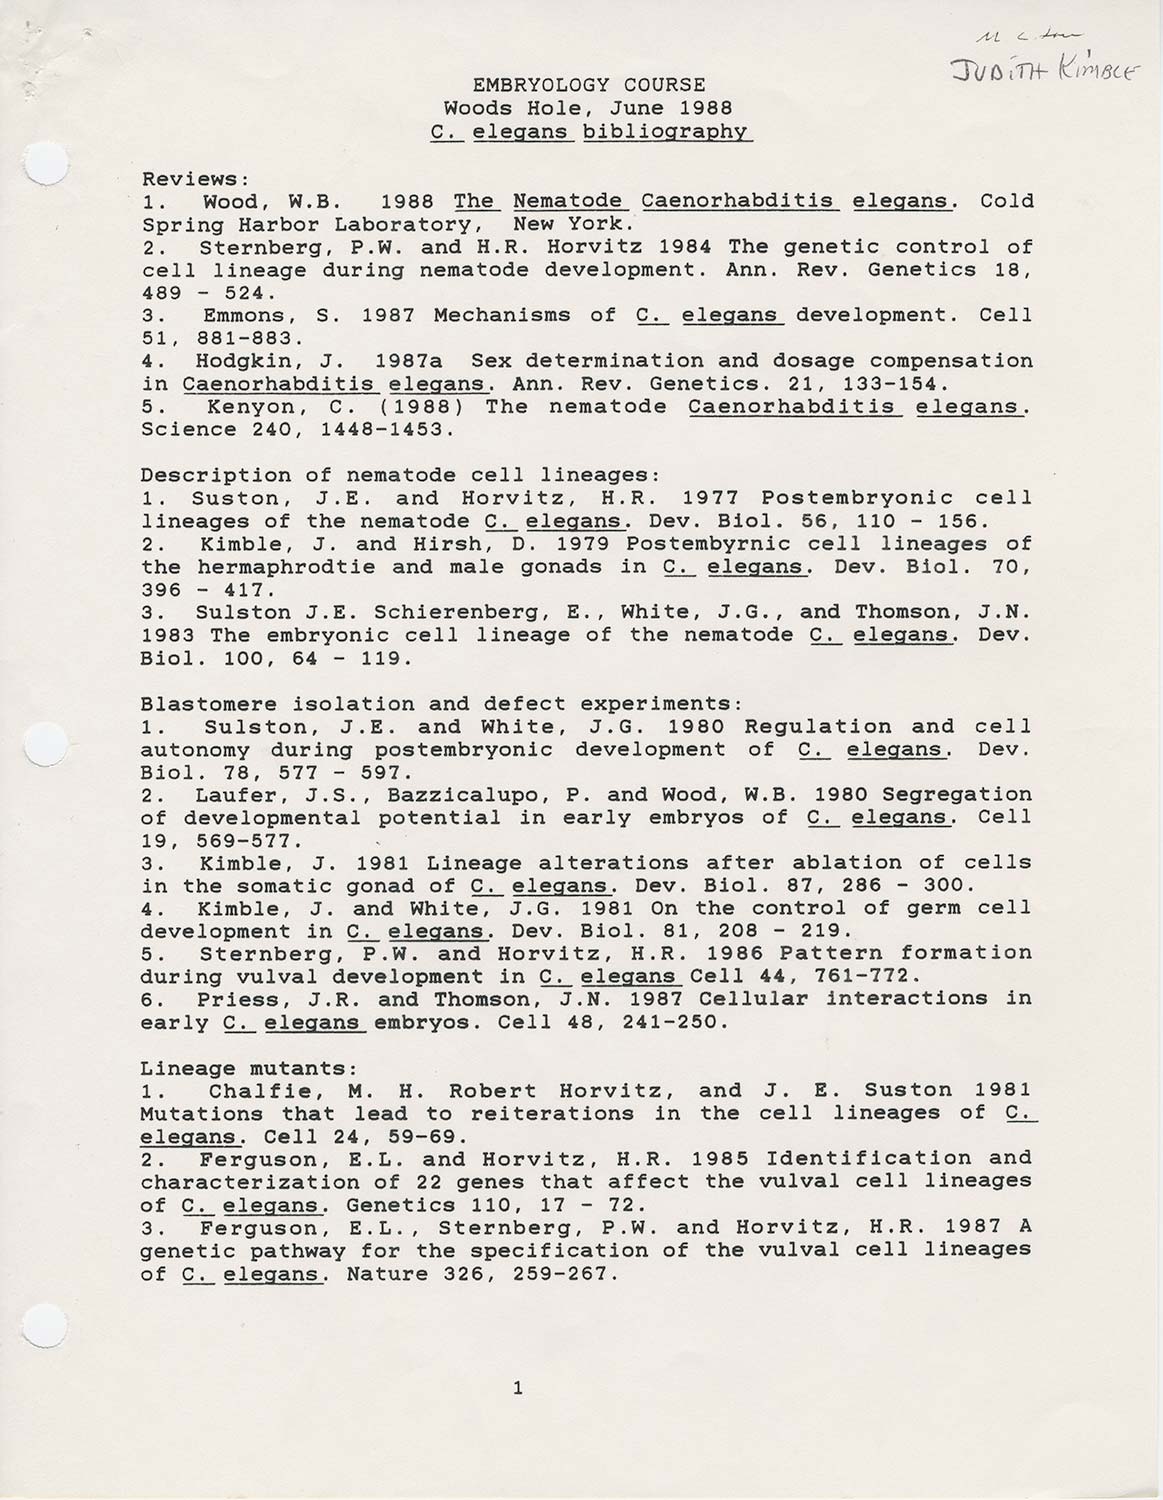 JUDITH KIMBLE
EMBRYOLOGY COURSE
Woods Hole, June 1988
C. elegans bibliography
Reviews:
1. Wood, W.B. 1988 The Nematode Caenorhabditis elegans. Cold
Spring Harbor Laboratory, New York.
2. Sternberg, P.W. and H.R. Horvitz 1984 The genetic control of
cell lineage during nematode development. Ann. Rev. Genetics 18,
489 - 524.
3. Emmons, S. 1987 Mechanisms of C. elegans development. Cell
51, 881-883.
4. Hodgkin, J. 1987a Sex determination and dosage compensation
in Caenorhabditis elegans. Ann. Rev. Genetics. 21, 133-154.
5. Kenyon, C. (1988) The nematode Caenorhabditis elegans.
Science 240, 1448-1453.
Description of nematode cell lineages:
1. Suston, J.E. and Horvitz, H.R. 1977 Postembryonic cell
lineages of the nematode C. elegans. Dev. Biol. 56, 110 - 156.
2. Kimble, J. and Hirsh, D. 1979 Postembyrnic cell lineages of
the hermaphrodtie and male gonads in C. elegans. Dev. Biol. 70,
396 - 417.
3. Sulston J.E. Schierenberg, E., White, J.G., and Thomson, J.N.
1983 The embryonic cell lineage of the nematode C. elegans. Dev.
Biol. 100, 64 - 119.
Blastomere isolation and defect experiments:
1. Sulston, J.E. and White, J.G. 1980 Regulation and cell
autonomy during postembryonic development of C. elegans. Dev.
Biol. 78, 577 - 597.
2. Laufer, J.S., Bazzicalupo, P. and Wood, W.B. 1980 Segregation
of developmental potential in early embryos of C. elegans. Cell
19, 569-577.
3. Kimble, J. 1981 Lineage alterations after ablation of cells
in the somatic gonad of C. elegans. Dev. Biol. 87, 286 - 300.
4. Kimble, J. and White, J.G. 1981 On the control of germ cell
development in C. elegans. Dev. Biol. 81, 208 - 219.
5. Sternberg, P.W. and Horvitz, H.R. 1986 Pattern formation
during vulval development in C. elegans Cell 44, 761-772.
6. Priess, J.R. and Thomson, J.N. 1987 Cellular interactions in
early C. elegans embryos. Cell 48, 241-250.
Lineage mutants:
1. Chalfie, M. H. Robert Horvitz, and J. E. Suston 1981
Mutations that lead to reiterations in the cell lineages of C.
elegans. Cell 24, 59-69.
2. Ferguson, E.L. and Horvitz, H.R. 1985 Identification and
characterization of 22 genes that affect the vulval cell lineages
of C. elegans. Genetics 110, 17 - 72.
3. Ferguson, E.L., Sternberg, P.W. and Horvitz, H.R. 1987 A
genetic pathway for the specification of the vulval cell lineages
of C. elegans. Nature 326, 259-267.
1